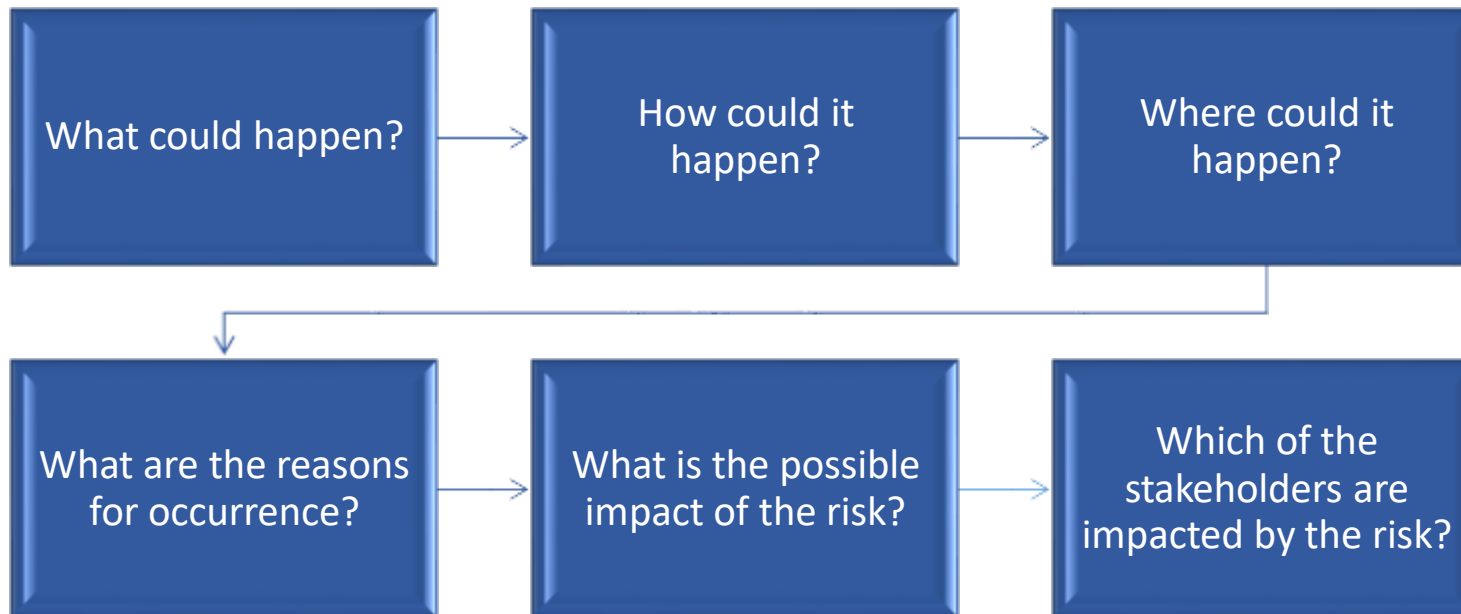 What could happen?
How could it
happen?
Where could it
happen?
What are the reasons
for occurrence?
What is the possible
impact of the risk?
Which of the
stakeholders are
impacted by the risk?